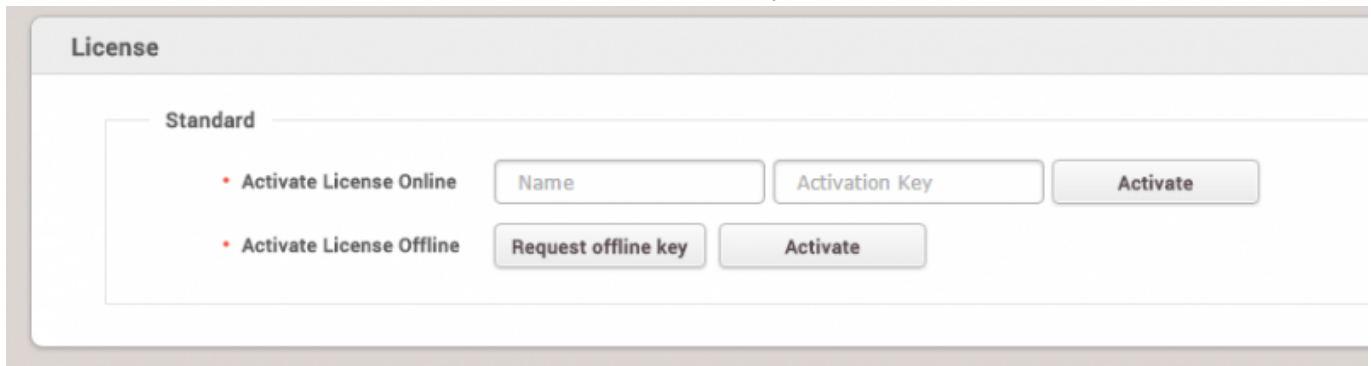 License
Standard
• Activate License Online Name Activation Key Activate
• Activate License Offline Request offline key Activate